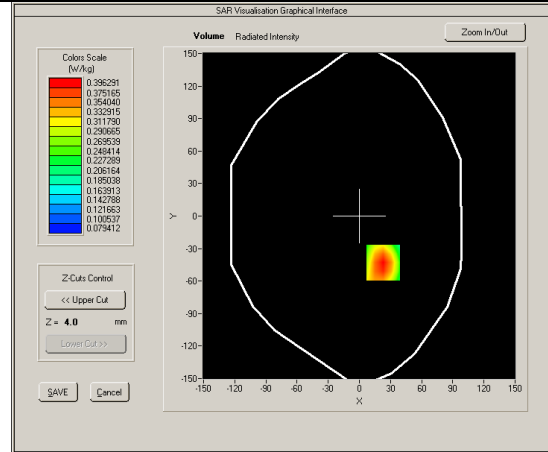 SAR Visualisation Graphical Interface
Volume Radiated Intensity
Zoom In/Out
Colors Scale
(W/kg)
0.396291
0.375165
0.354040
0.332915
0.311790
0.290665
0.269539
0.248414
0.227289
0.206164
0.185038
0.163913
0.142788
0.121663
0.100537
0.079412
Z-Cuts Control
<< Upper Cut
Z = 4.0 mm
Lower Cut >>
SAVE Cancel
150
120
90
60
30
0
-30
-60
-90
-120
-150
Y
-150 -120 -90 -60 -30 0 30 60 90 120 150
X